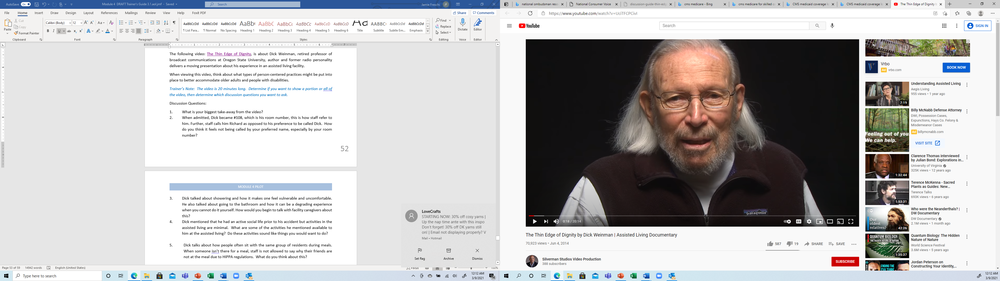 AutoSave On
Module 4 DRAFT Trainer's Guide 3.1.aol.jmf - Saved
Search
Jamie Freschi JF
File Home Insert Draw Design Layout References Mailings Review View Help Foxit PDF
Share Comments
Paste
Cut
Copy
Format Painter
Clipboard
Calibri (Body) 12
Font
Paragraph
AaBbCcDd AaBbCcDd AaBbCcDd
¶ List Para... ¶ Normal No Spacing Heading 1 Heading 2 Heading 3 Heading 4 Heading 5 Heading 6 Title Subtitle Subtle Em... Emphasis
Styles
Find
Replace
Select
Editing
Dictate
Voice
Editor
Editor
The following video: The Thin Edge of Dignity, is about Dick Weinman, retired professor of
broadcast communications at Oregon State University, author and former radio personality
delivers a moving presentation about his experience in an assisted living facility.
When viewing this video, think about what types of person-centered practices might be put into
place to better accommodate older adults and people with disabilities.
Trainer's Note: The video is 20 minutes long. Determine if you want to show a portion or all of
the video, then determine which discussion questions you want to ask.
Discussion Questions:
1. What is your biggest take-away from the video?
2. When admitted, Dick became #108, which is his room number, this is how staff refer to
him. Further, staff calls him Richard as opposed to his preference to be called Dick. How
do you think it feels not being called by your preferred name, especially by your room
number?
52
MODULE 4 PILOT
3. Dick talked about showering and how it makes one feel vulnerable and uncomfortable.
He also talked about going to the bathroom and how it can be a degrading experience
when you cannot do it yourself. How would you begin to talk with facility caregivers about
this?
4. Dick mentioned that he had an active social life prior to his accident but activities in the
assisted living are minimal. What are some of the activities he mentioned available to
him at the assisted living? Do these activities sound like things you would want to do?
5. Dick talks about how people often sit with the same group of residents during meals.
When someone isn't there for a meal, staff is not allowed to say why their friends are
not at the meal due to HIPPA regulations. What do you think about this?
LoveCrafts
STARTING NOW: 30% off cosy yarns |
Up the nap time ante with this inspo
Don't forget! 30% off DK yarns still
on! | Email not displaying properly? V
Mail • Hotmail
Set flag Archive Dismiss
Page 53 of 59 14942 words English (United States)
Focus 100%
Type here to search
12:12 AM
3/9/2021
14
national ombudsman reso
National Consumer Voice
discussion-guide-thin-edg
cms medicare - Bing
cms medicare for skilled ca
CMS medicaid coverage lo
CMS medicaid coverage lo
The Thin Edge of Dignity b
https://www.youtube.com/watch?v=UciTFCPCivI
YouTube
Search
SIGN IN
patagonia
0:18 / 20:14
The Thin Edge of Dignity by Dick Weinman | Assisted Living Documentary
70,923 views • Jun 4, 2014
587 19 SHARE SAVE
Silverman Studios Video Production
388 subscribers
SUBSCRIBE
Vrbo
Ad vrbo.com
BOOK NOW
Understanding Assisted Living
Aegis Living
955 views • 1 year ago
7:19
Billy McNabb Defense Attorney
DWI, Possession Cases,
Expunctions, Hays Co. Felony &
Misdemeanor Cases
Ad billymcnabb.com
VISIT SITE
Feeling out of you
We can help.
Clarence Thomas interviewed
by Julian Bond: Explorations in...
University of Virginia
325K views • 12 years ago
1:32:44
Terence McKenna - Sacred
Plants as Guides: New...
Terence Talks
693K views • 6 years ago
1:53:31
Who were the Neanderthals? |
DW Documentary
DW Documentary
2.1M views • 1 month ago
Our
oldest
relatives?
42:26
Quantum Biology: The Hidden
Nature of Nature
World Science Festival
3.6M views • 5 years ago
QUANTUM BIOLOGY:
THE HIDDEN NATURE OF NATURE
1:35:37
Jordan Peterson on
Constructing Your Identity,...
ENDING THE
CULTURE
12:12 AM
3/9/2021